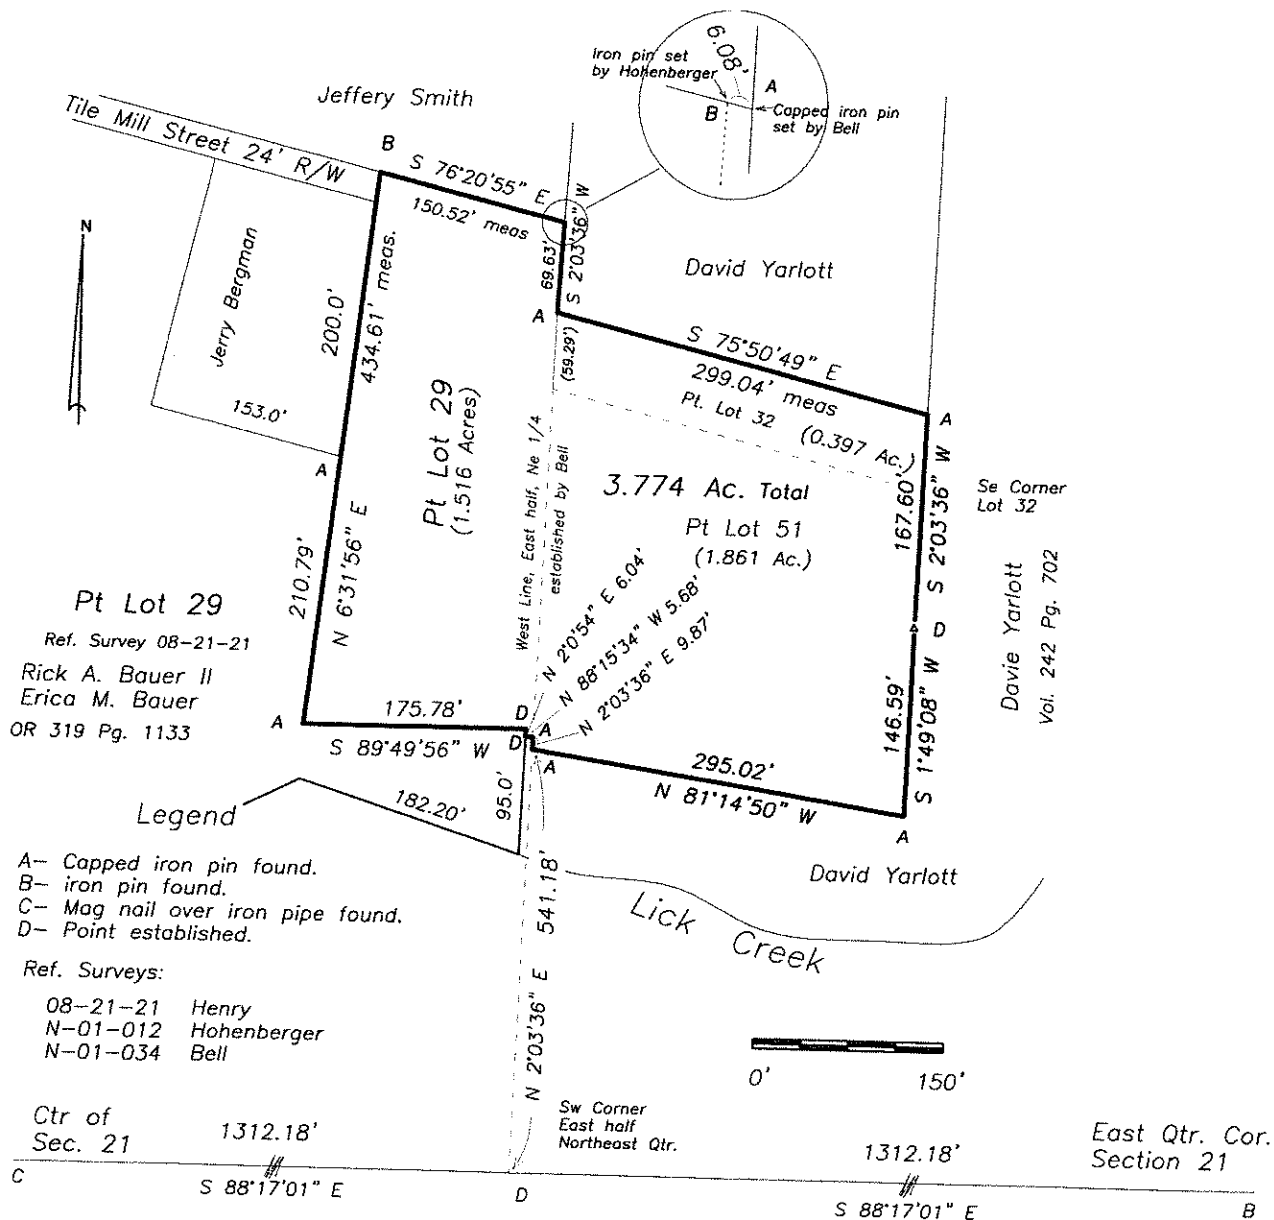 6.08'
Iron pin set
by Hohenberger
A
B
Capped iron pin
set by Bell
Jeffery Smith
Tile Mill Street 24' R/W
B
S 76°20'55" E
150.52' meas
N
Jerry Bergman
200.0'
434.61' meas.
153.0'
69.63'
S 2°03'36" W
David Yarlott
A
(59.29')
S 75°50'49" E
299.04' meas
Pt. Lot 32
(0.397 Ac.)
A
Pt Lot 29
(1.516 Acres)
A
3.774 Ac. Total
Pt Lot 51
(1.861 Ac.)
167.60'
S 2°03'36" W
Se Corner
Lot 32
West Line, East half, Ne 1/4
established by Bell
210.79'
N 6°31'56" E
Pt Lot 29
Ref. Survey 08-21-21
Rick A. Bauer II
Erica M. Bauer
OR 319 Pg. 1133
N 2°0'54" E 6.04'
N 88°15'34" W 5.68'
N 2°03'36" E 9.87'
D
Davie Yarlott
Vol. 242 Pg. 702
146.59'
S 1°49'08" W
A
175.78'
S 89°49'56" W
D
D
A
A
295.02'
N 81°14'50" W
A
95.0'
182.20'
David Yarlott
Legend
A- Capped iron pin found.
B- iron pin found.
C- Mag nail over iron pipe found.
D- Point established.
541.18'
N 2°03'36" E
Lick Creek
Ref. Surveys:
08-21-21 Henry
N-01-012 Hohenberger
N-01-034 Bell
0' 150'
Sw Corner
East half
Northeast Qtr.
Ctr of
Sec. 21
1312.18'
1312.18'
East Qtr. Cor.
Section 21
C
S 88°17'01" E
D
S 88°17'01" E
B